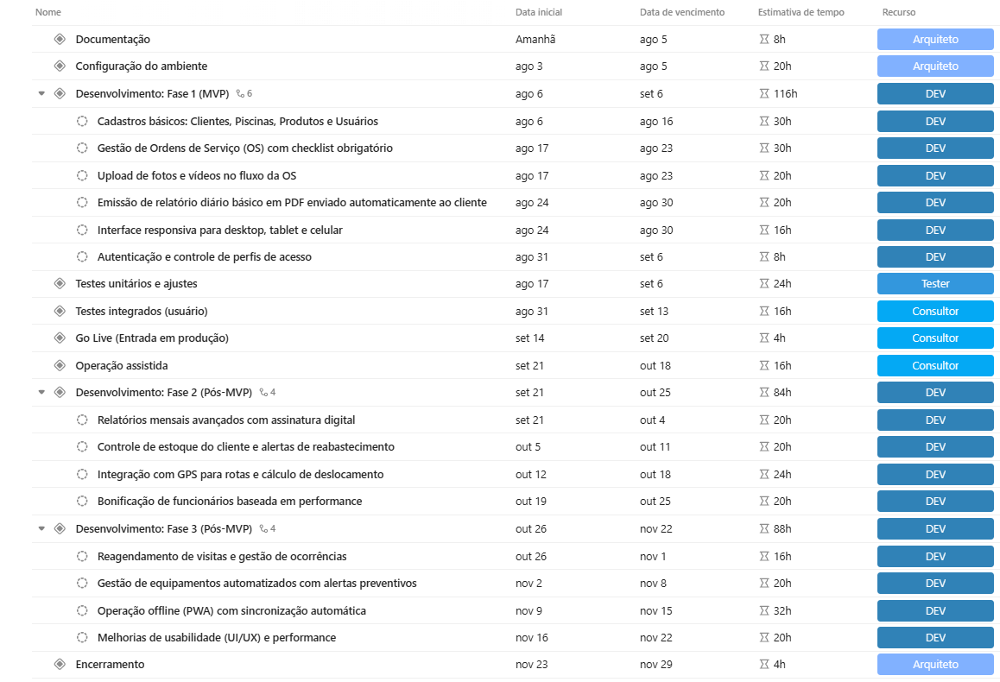 Nome Data inicial Data de vencimento Estimativa de tempo Recurso
Documentação Amanhã ago 5 8h Arquiteto
Configuração do ambiente ago 3 ago 5 20h Arquiteto
Desenvolvimento: Fase 1 (MVP) 6 ago 6 set 6 116h DEV
Cadastros básicos: Clientes, Piscinas, Produtos e Usuários ago 6 ago 16 30h DEV
Gestão de Ordens de Serviço (OS) com checklist obrigatório ago 17 ago 23 30h DEV
Upload de fotos e vídeos no fluxo da OS ago 17 ago 23 20h DEV
Emissão de relatório diário básico em PDF enviado automaticamente ao cliente ago 24 ago 30 20h DEV
Interface responsiva para desktop, tablet e celular ago 24 ago 30 16h DEV
Autenticação e controle de perfis de acesso ago 31 set 6 8h DEV
Testes unitários e ajustes ago 17 set 6 24h Tester
Testes integrados (usuário) ago 31 set 13 16h Consultor
Go Live (Entrada em produção) set 14 set 20 4h Consultor
Operação assistida set 21 out 18 16h Consultor
Desenvolvimento: Fase 2 (Pós-MVP) 4 set 21 out 25 84h DEV
Relatórios mensais avançados com assinatura digital set 21 out 4 20h DEV
Controle de estoque do cliente e alertas de reabastecimento out 5 out 11 20h DEV
Integração com GPS para rotas e cálculo de deslocamento out 12 out 18 24h DEV
Bonificação de funcionários baseada em performance out 19 out 25 20h DEV
Desenvolvimento: Fase 3 (Pós-MVP) 4 out 26 nov 22 88h DEV
Reagendamento de visitas e gestão de ocorrências out 26 nov 1 16h DEV
Gestão de equipamentos automatizados com alertas preventivos nov 2 nov 8 20h DEV
Operação offline (PWA) com sincronização automática nov 9 nov 15 32h DEV
Melhorias de usabilidade (UI/UX) e performance nov 16 nov 22 20h DEV
Encerramento nov 23 nov 29 4h Arquiteto